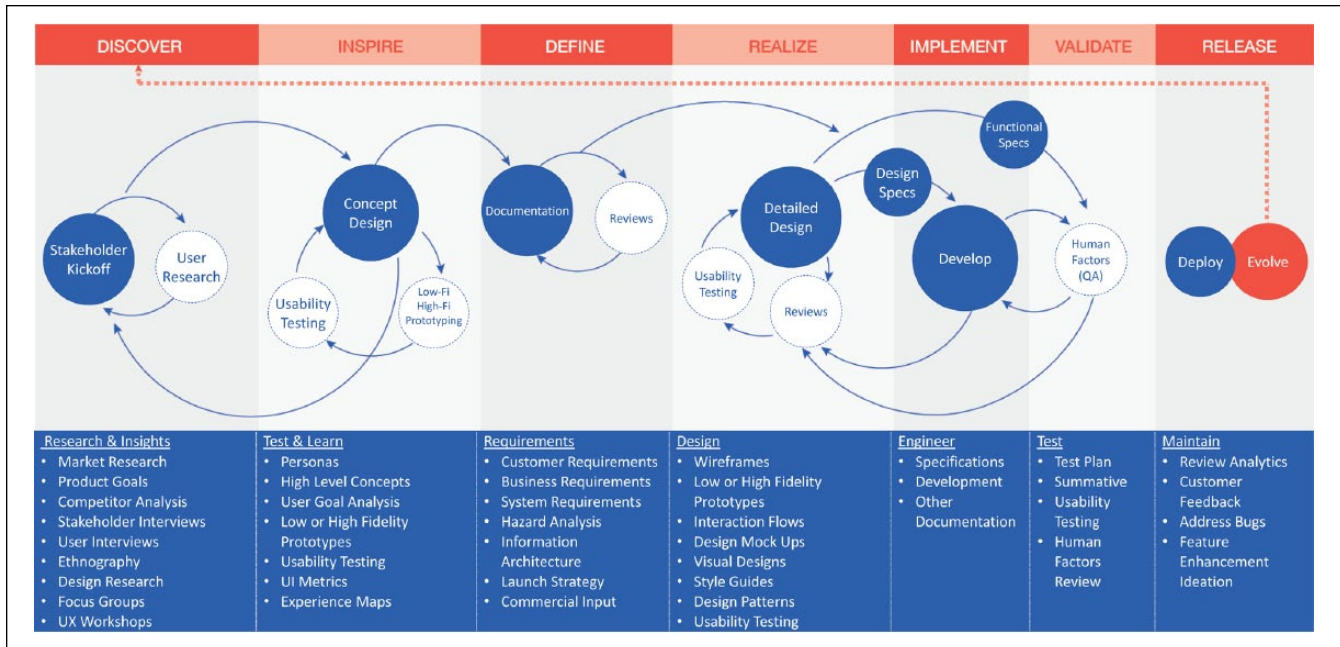 DISCOVER
INSPIRE
DEFINE
REALIZE
IMPLEMENT
VALIDATE
RELEASE
Stakeholder
Kickoff
User
Research
Concept
Design
Usability
Testing
Low-Fi
High-Fi
Prototyping
Documentation
Reviews
Detailed
Design
Usability
Testing
Reviews
Design
Specs
Functional
Specs
Develop
Human
Factors
(QA)
Deploy
Evolve
Research & Insights
• Market Research
• Product Goals
• Competitor Analysis
• Stakeholder Interviews
• User Interviews
• Ethnography
• Design Research
• Focus Groups
• UX Workshops
Test & Learn
• Personas
• High Level Concepts
• User Goal Analysis
• Low or High Fidelity
Prototypes
• Usability Testing
• UI Metrics
• Experience Maps
Requirements
• Customer Requirements
• Business Requirements
• System Requirements
• Hazard Analysis
• Information
Architecture
• Launch Strategy
• Commercial Input
Design
• Wireframes
• Low or High Fidelity
Prototypes
• Interaction Flows
• Design Mock Ups
• Visual Designs
• Style Guides
• Design Patterns
• Usability Testing
Engineer
• Specifications
• Development
• Other
Documentation
Test
• Test Plan
• Summative
• Usability
Testing
• Human
Factors
Review
Maintain
• Review Analytics
• Customer
Feedback
• Address Bugs
• Feature
Enhancement
Ideation